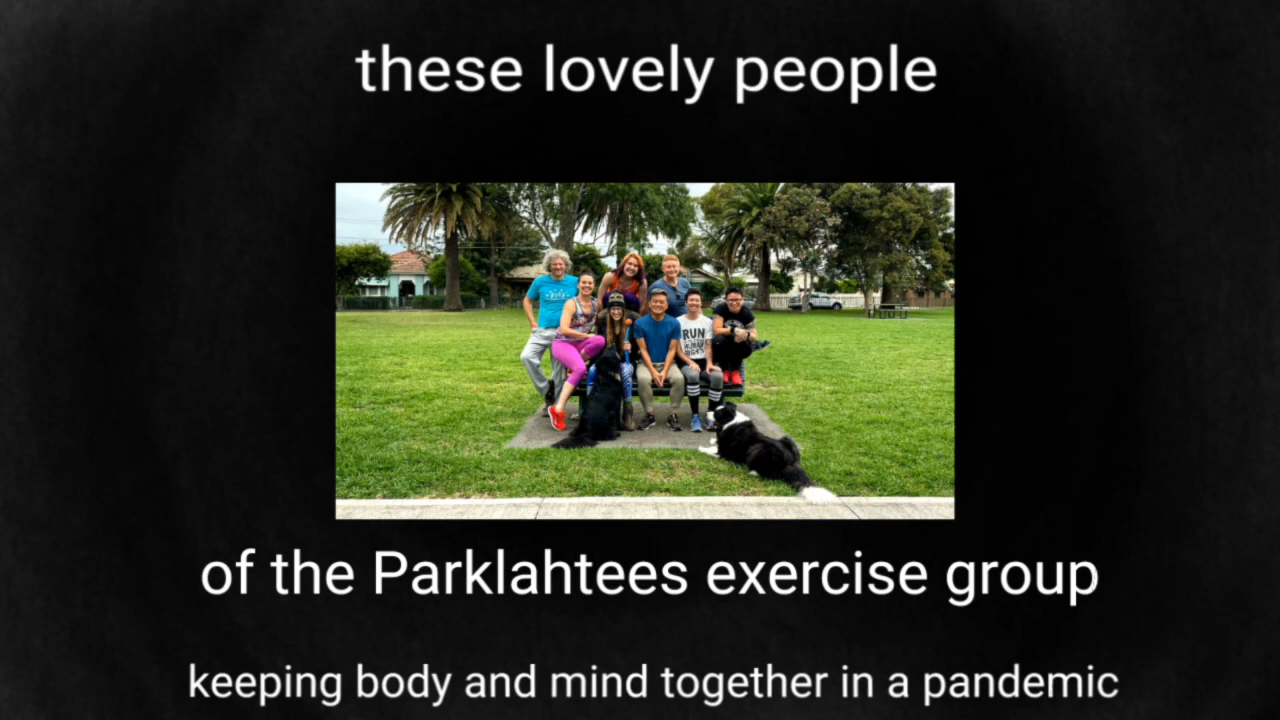 these lovely people
RUN
of the Parklahtees exercise group
keeping body and mind together in a pandemic